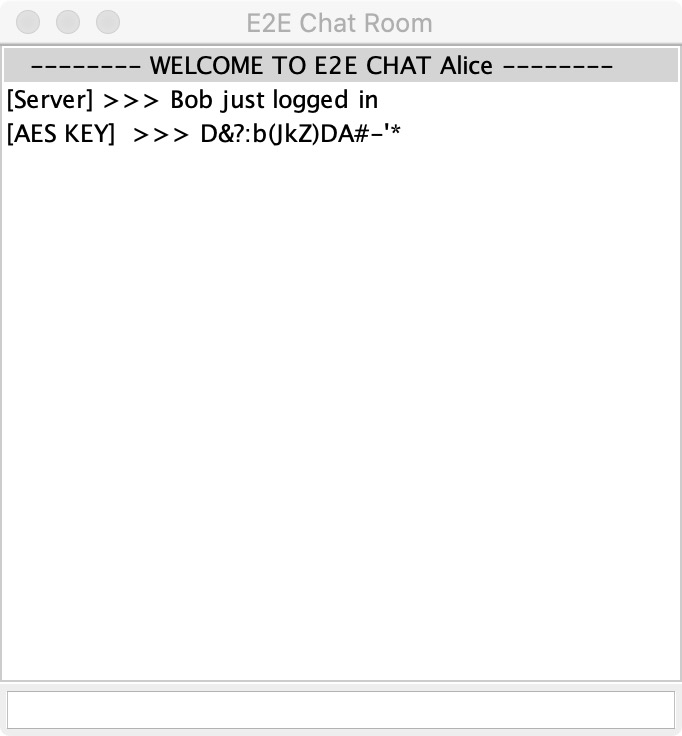 E2E Chat Room
-------- WELCOME TO E2E CHAT Alice --------
[Server] >>> Bob just logged in
[AES KEY] >>> D&?:b(JkZ)DA#-'*